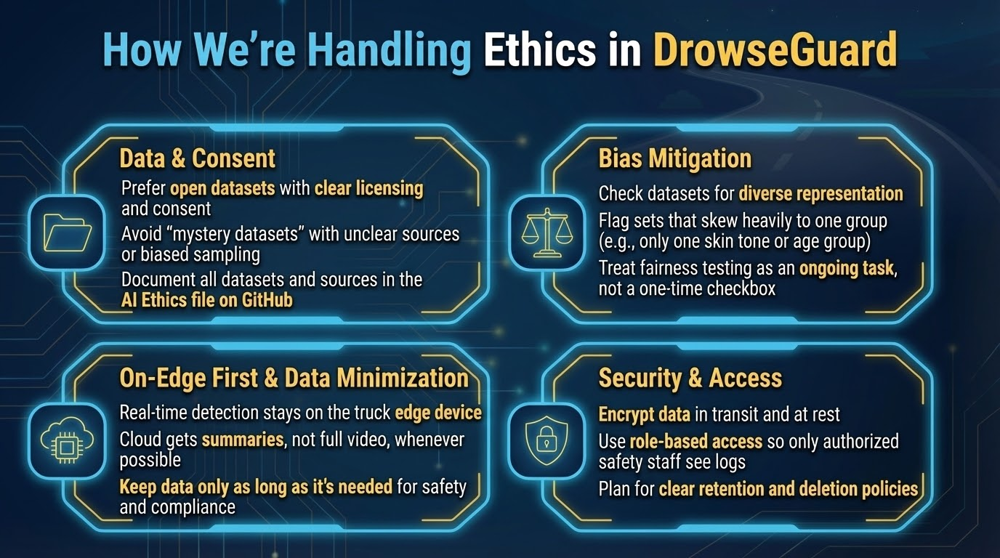 How We’re Handling Ethics in DrowseGuard
Data & Consent
Prefer open datasets with clear licensing
and consent
Avoid “mystery datasets” with unclear sources
or biased sampling
Document all datasets and sources in the
AI Ethics file on GitHub
Bias Mitigation
Check datasets for diverse representation
Flag sets that skew heavily to one group
(e.g., only one skin tone or age group)
Treat fairness testing as an ongoing task,
not a one-time checkbox
On-Edge First & Data Minimization
Real-time detection stays on the truck edge device
Cloud gets summaries, not full video, whenever
possible
Keep data only as long as it's needed for safety
and compliance
Security & Access
Encrypt data in transit and at rest
Use role-based access so only authorized
safety staff see logs
Plan for clear retention and deletion policies